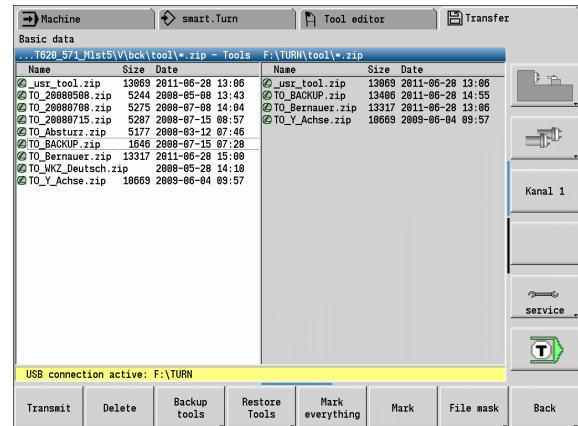 Machine smart.Turn Tool editor Transfer
Basic data
...T620_571_Mlst5\V\bck\tool\*.zip - Tools F:\TURN\tool\*.zip
Name Size Date
_usr_tool.zip 13069 2011-06-28 13:06
TO_20080508.zip 5244 2008-05-08 13:43
TO_20080708.zip 5275 2008-07-08 14:04
TO_20080715.zip 5287 2008-07-15 08:57
TO_Absturz.zip 5177 2008-03-12 07:46
TO_BACKUP.zip 1646 2008-07-15 07:28
TO_Bernauer.zip 13317 2011-06-28 15:00
TO_WKZ_Deutsch.zip 2008-05-28 14:10
TO_Y_Achse.zip 10669 2009-06-04 09:57
Name Size Date
_usr_tool.zip 13069 2011-06-28 13:06
TO_BACKUP.zip 13406 2011-06-28 14:55
TO_Bernauer.zip 13317 2011-06-28 13:06
TO_Y_Achse.zip 10669 2009-06-04 09:57
Kanal 1
service
T
USB connection active: F:\TURN
Transmit
Delete
Backup
tools
Restore
Tools
Mark
everything
Mark
File mask
Back